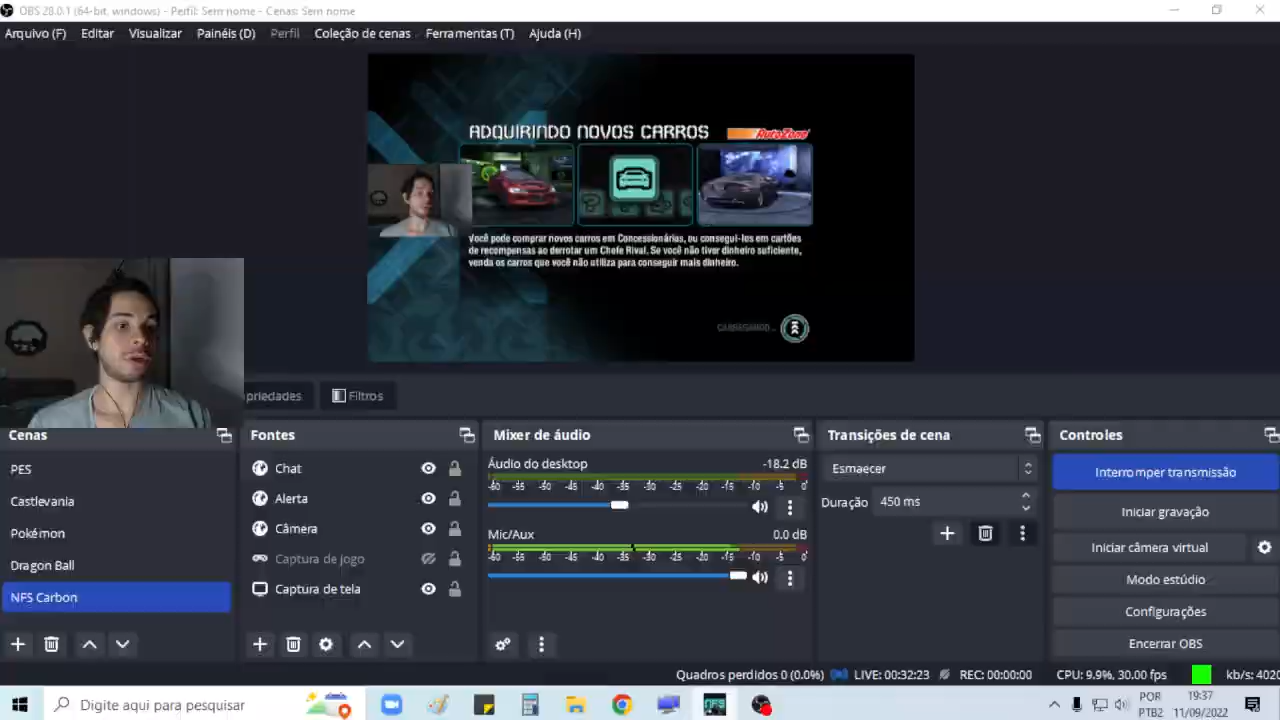 OBS 28.0.1 (64-bit, windows) - Perfil: Sem nome - Cenas: Sem nome
Arquivo (F) Editar Visualizar Painéis (D) Perfil Coleção de cenas Ferramentas (T) Ajuda (H)
ADQUIRINDO NOVOS CARROS AutoZone
Você pode comprar novos carros em Concessionárias, ou consegui-los em cartões
de recompensas ao derrotar um Chefe Rival. Se você não tiver dinheiro suficiente,
venda os carros que você não utiliza para conseguir mais dinheiro.
CARREGANDO...
priedades Filtros
Cenas
PES
Castlevania
Pokémon
Dragon Ball
NFS Carbon
Fontes
Chat
Alerta
Câmera
Captura de jogo
Captura de tela
Mixer de áudio
Áudio do desktop -18.2 dB
-60 -55 -50 -45 -40 -35 -30 -25 -20 -15 -10 -5 0
Mic/Aux 0.0 dB
-60 -55 -50 -45 -40 -35 -30 -25 -20 -15 -10 -5 0
Transições de cena
Esmaecer
Duração 450 ms
Controles
Interromper transmissão
Iniciar gravação
Iniciar câmera virtual
Modo estúdio
Configurações
Encerrar OBS
Quadros perdidos 0 (0.0%) LIVE: 00:32:23 REC: 00:00:00 CPU: 9.9%, 30.00 fps kb/s: 4020
Digite aqui para pesquisar
POR
PTB2
19:37
11/09/2022